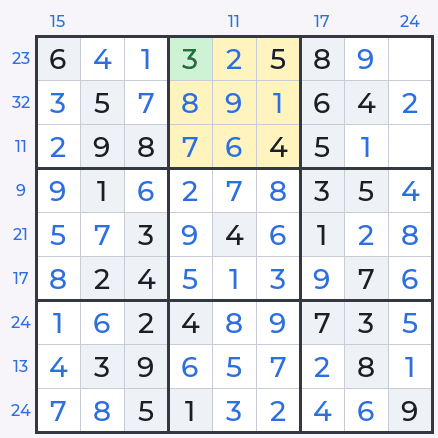 15 11 17 24
23 6 4 1 3 2 5 8 9
32 3 5 7 8 9 1 6 4 2
11 2 9 8 7 6 4 5 1
9 9 1 6 2 7 8 3 5 4
21 5 7 3 9 4 6 1 2 8
17 8 2 4 5 1 3 9 7 6
24 1 6 2 4 8 9 7 3 5
13 4 3 9 6 5 7 2 8 1
24 7 8 5 1 3 2 4 6 9